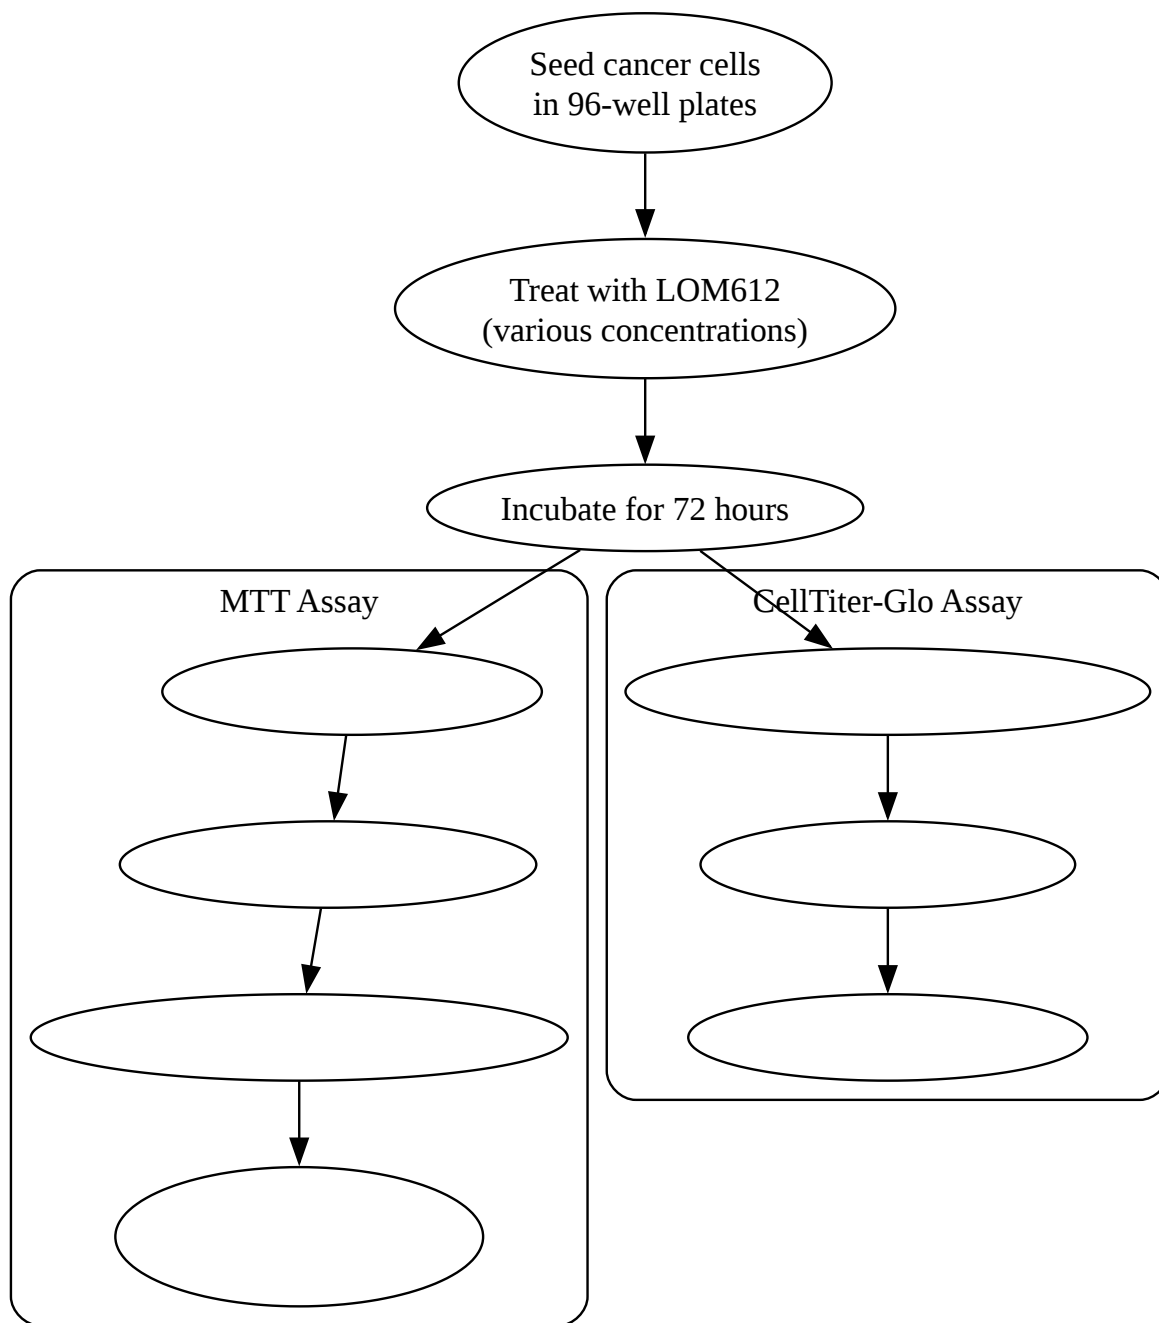 Seed cancer cells
in 96-well plates
Treat with LOM612
(various concentrations)
Incubate for 72 hours
MTT Assay
CellTiter-Glo Assay